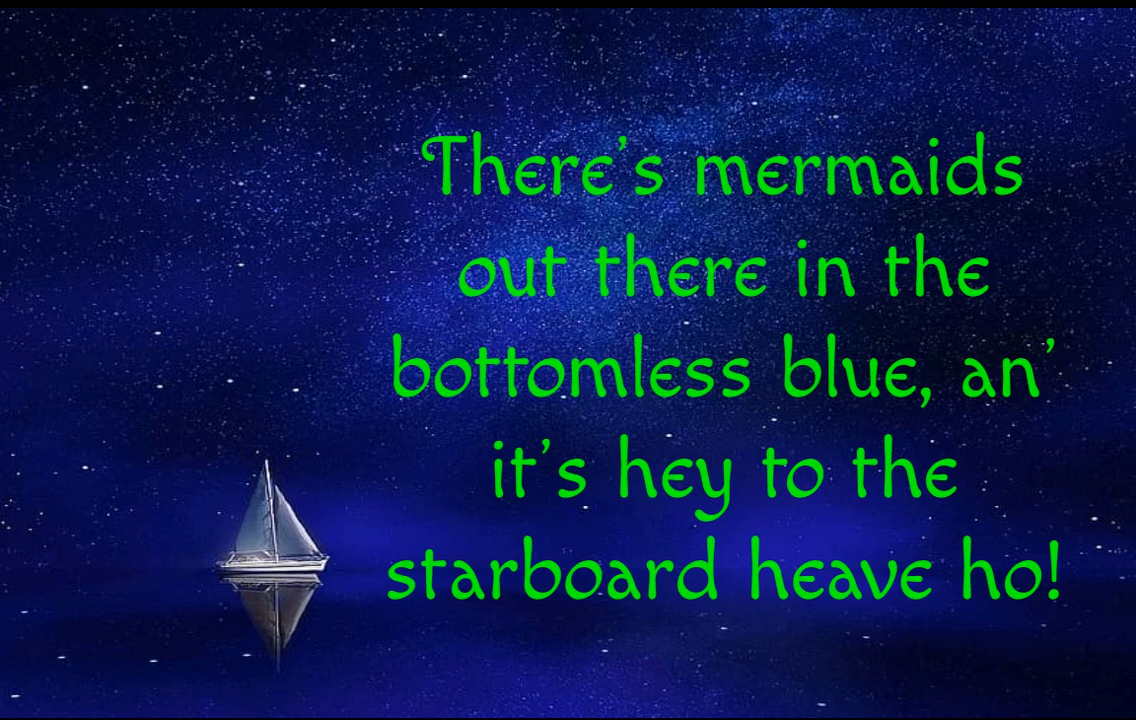 There's mermaids
out there in the
bottomless blue, an'
it's hey to the
starboard heave ho!